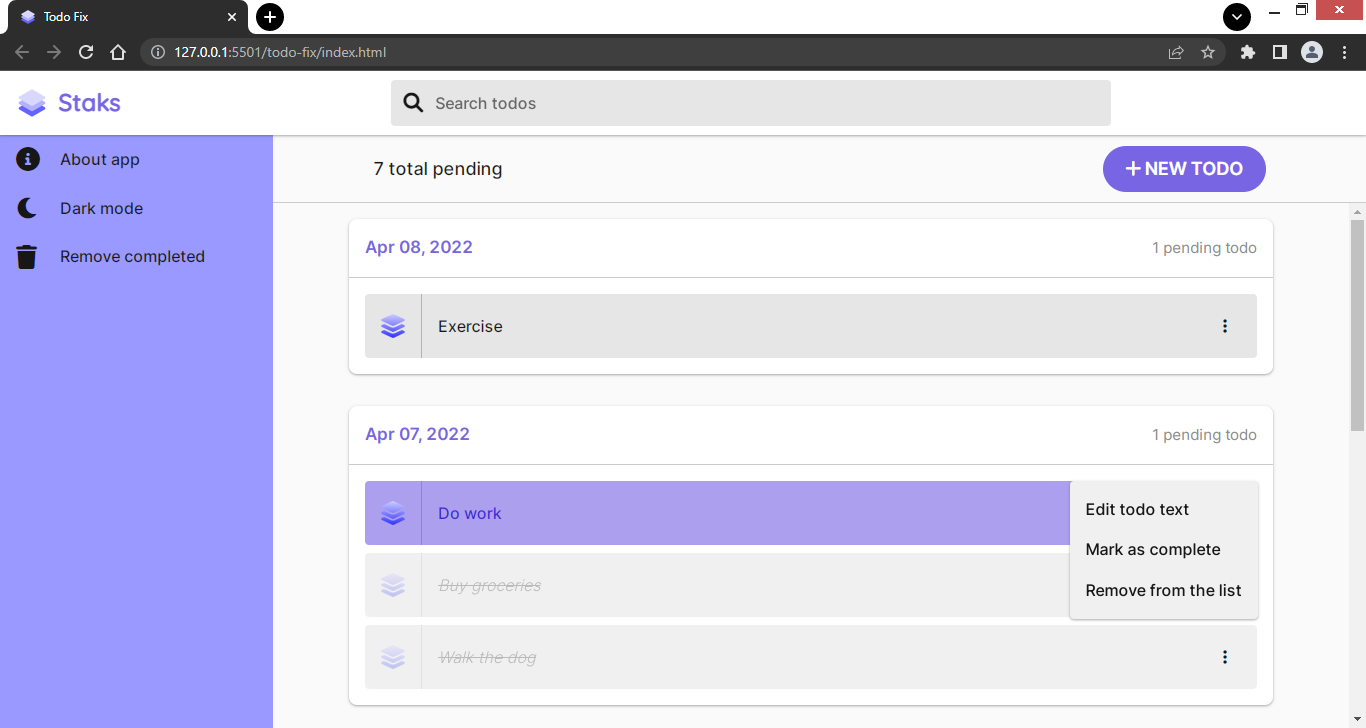 Todo Fix
127.0.0.1:5501/todo-fix/index.html
Staks
Search todos
About app
Dark mode
Remove completed
7 total pending
NEW TODO
Apr 08, 2022
1 pending todo
Exercise
Apr 07, 2022
1 pending todo
Do work
Edit todo text
Mark as complete
Remove from the list
Buy groceries
Walk the dog